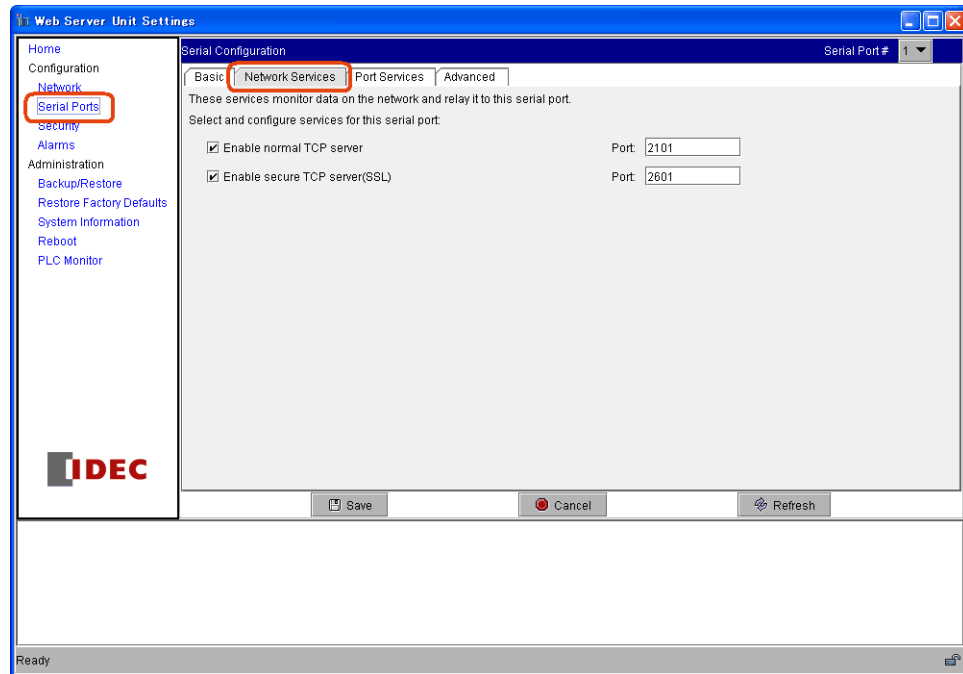 Web Server Unit Settings
Home
Configuration
Network
Serial Ports
Security
Alarms
Administration
Backup/Restore
Restore Factory Defaults
System Information
Reboot
PLC Monitor
IDEC
Serial Configuration
Serial Port # 1
Basic Network Services Port Services Advanced
These services monitor data on the network and relay it to this serial port.
Select and configure services for this serial port:
Enable normal TCP server Port: 2101
Enable secure TCP server(SSL) Port: 2601
Save Cancel Refresh
Ready